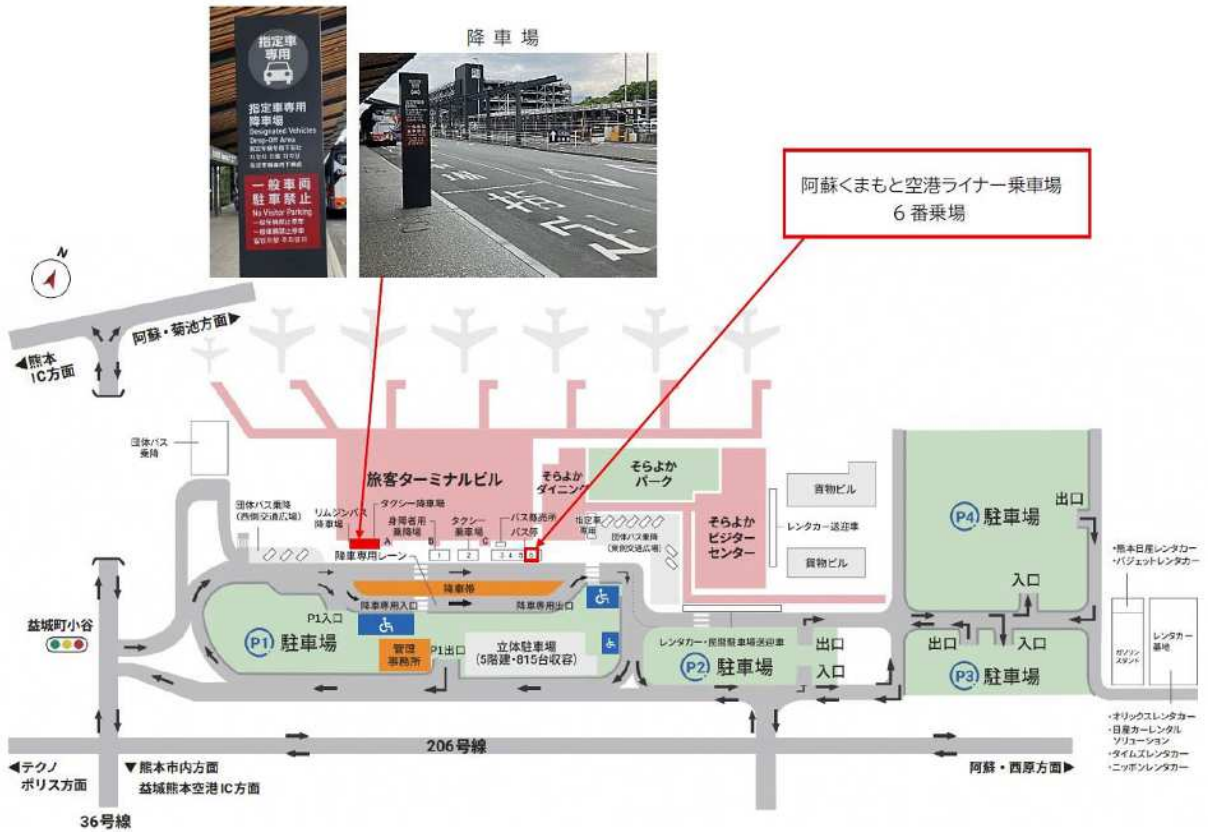 降車場
指定車
専用
指定車専用
降車場
Designated Vehicles
Drop-Off Area
一般車両
駐車禁止
No Visitor Parking
阿蘇くまもと空港ライナー乗車場
6番乗場
N
阿蘇・菊池方面▶
◀熊本
IC方面
団体バス
乗降
旅客ターミナルビル
そらよか
ダイニング
そらよか
パーク
そらよか
ビジター
センター
貨物ビル
レンタカー送迎車
貨物ビル
団体バス乗降
(西側交通広場)
リムジンバス
降車場
タクシー降車場
A
身障者用
乗降場
B
タクシー
乗車場
C
バス発売所
バス停
1
2
3 4 5 6
指定車
専用
団体バス乗降
(東側交通広場)
降車専用レーン
降車帯
降車専用入口
降車専用出口
P1入口
P1 駐車場
管理
事務所
P1出口
立体駐車場
(5階建・815台収容)
レンタカー・民間駐車場送迎車
P2 駐車場
出口
入口
P4 駐車場
出口
入口
出口
入口
P3 駐車場
・熊本日産レンタカー
・バジェットレンタカー
ガソリン
スタンド
レンタカー
基地
・オリックスレンタカー
・日産カーレンタル
ソリューション
・タイムズレンタカー
・ニッポンレンタカー
益城町小谷
206号線
◀テクノ
ポリス方面
▼熊本市内方面
益城熊本空港IC方面
阿蘇・西原方面▶
36号線